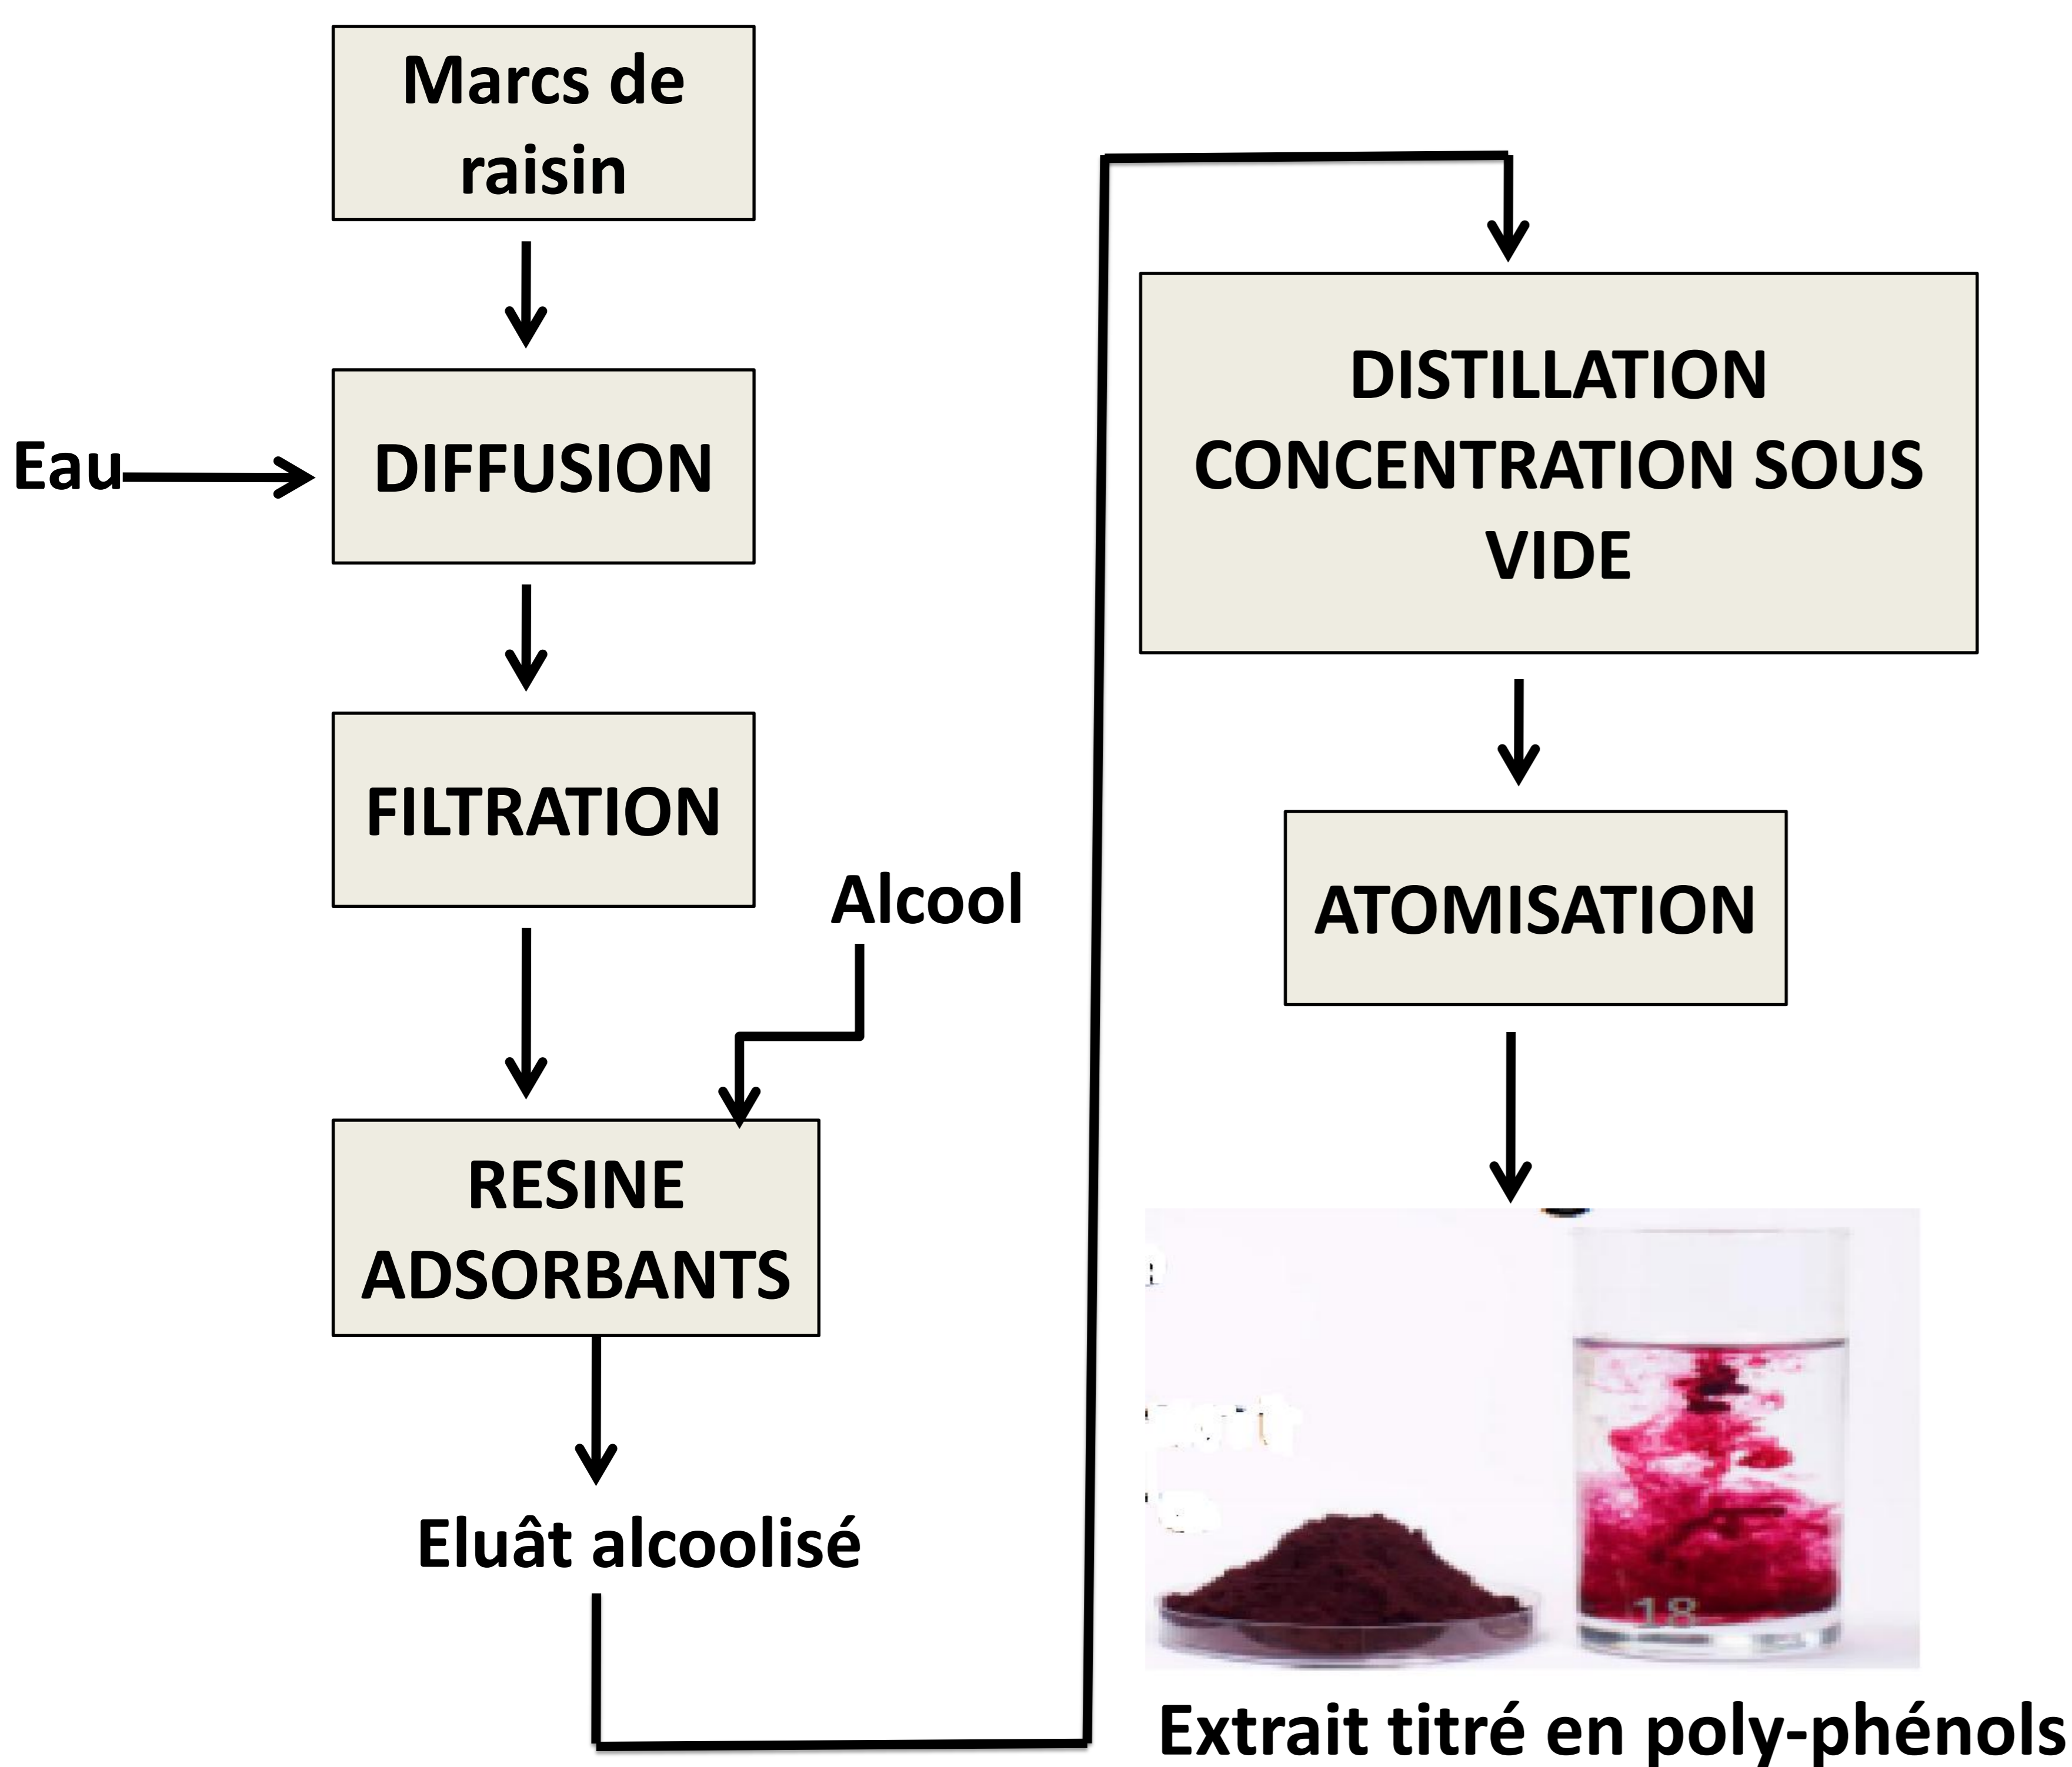 Marcs de
raisin
Eau
DIFFUSION
FILTRATION
Alcool
RESINE
ADSORBANTS
Eluât alcoolisé
DISTILLATION
CONCENTRATION SOUS
VIDE
ATOMISATION
18
Extrait titré en poly-phénols